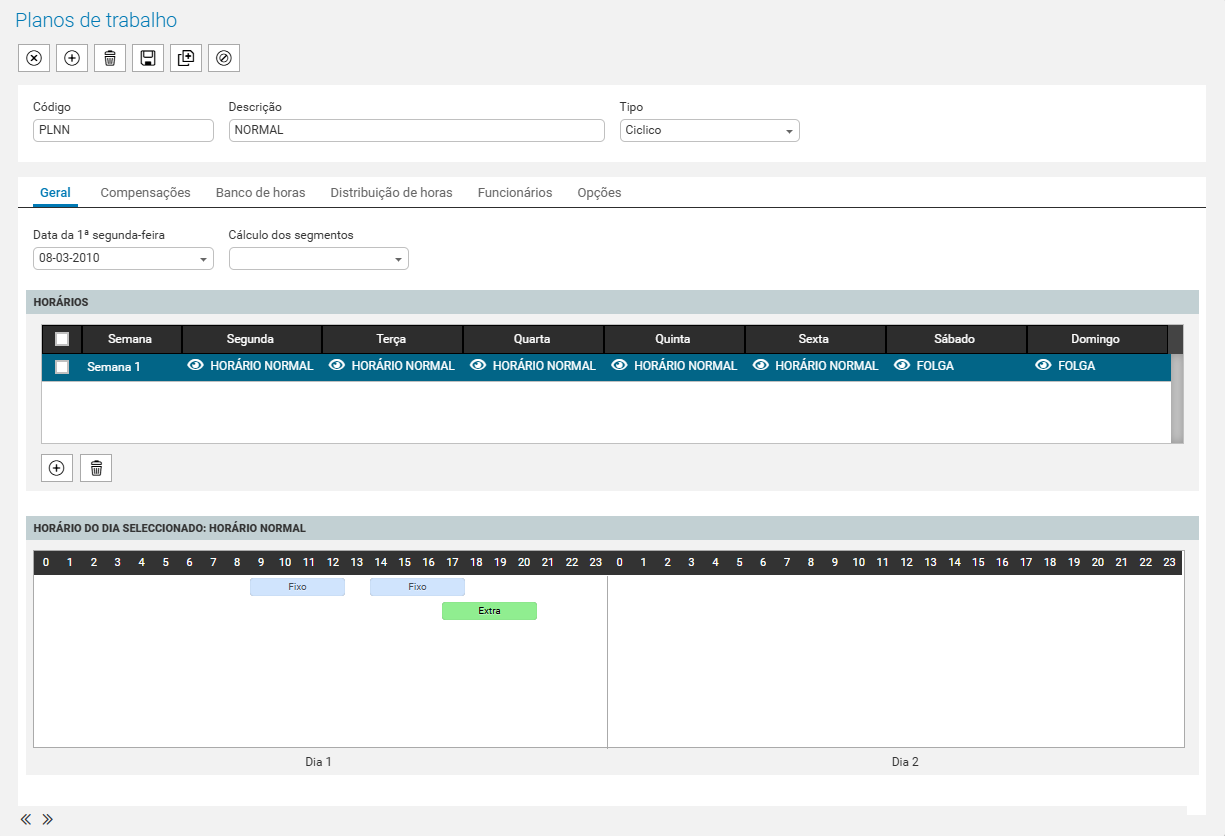 Planos de trabalho
Código Descrição Tipo
PLNN NORMAL Ciclico
Geral Compensações Banco de horas Distribuição de horas Funcionários Opções
Data da 1ª segunda-feira Cálculo dos segmentos
08-03-2010
HORÁRIOS
Semana Segunda Terça Quarta Quinta Sexta Sábado Domingo
Semana 1 HORÁRIO NORMAL HORÁRIO NORMAL HORÁRIO NORMAL HORÁRIO NORMAL HORÁRIO NORMAL FOLGA FOLGA
HORÁRIO DO DIA SELECCIONADO: HORÁRIO NORMAL
0 1 2 3 4 5 6 7 8 9 10 11 12 13 14 15 16 17 18 19 20 21 22 23 0 1 2 3 4 5 6 7 8 9 10 11 12 13 14 15 16 17 18 19 20 21 22 23
Fixo Fixo
Extra
Dia 1 Dia 2